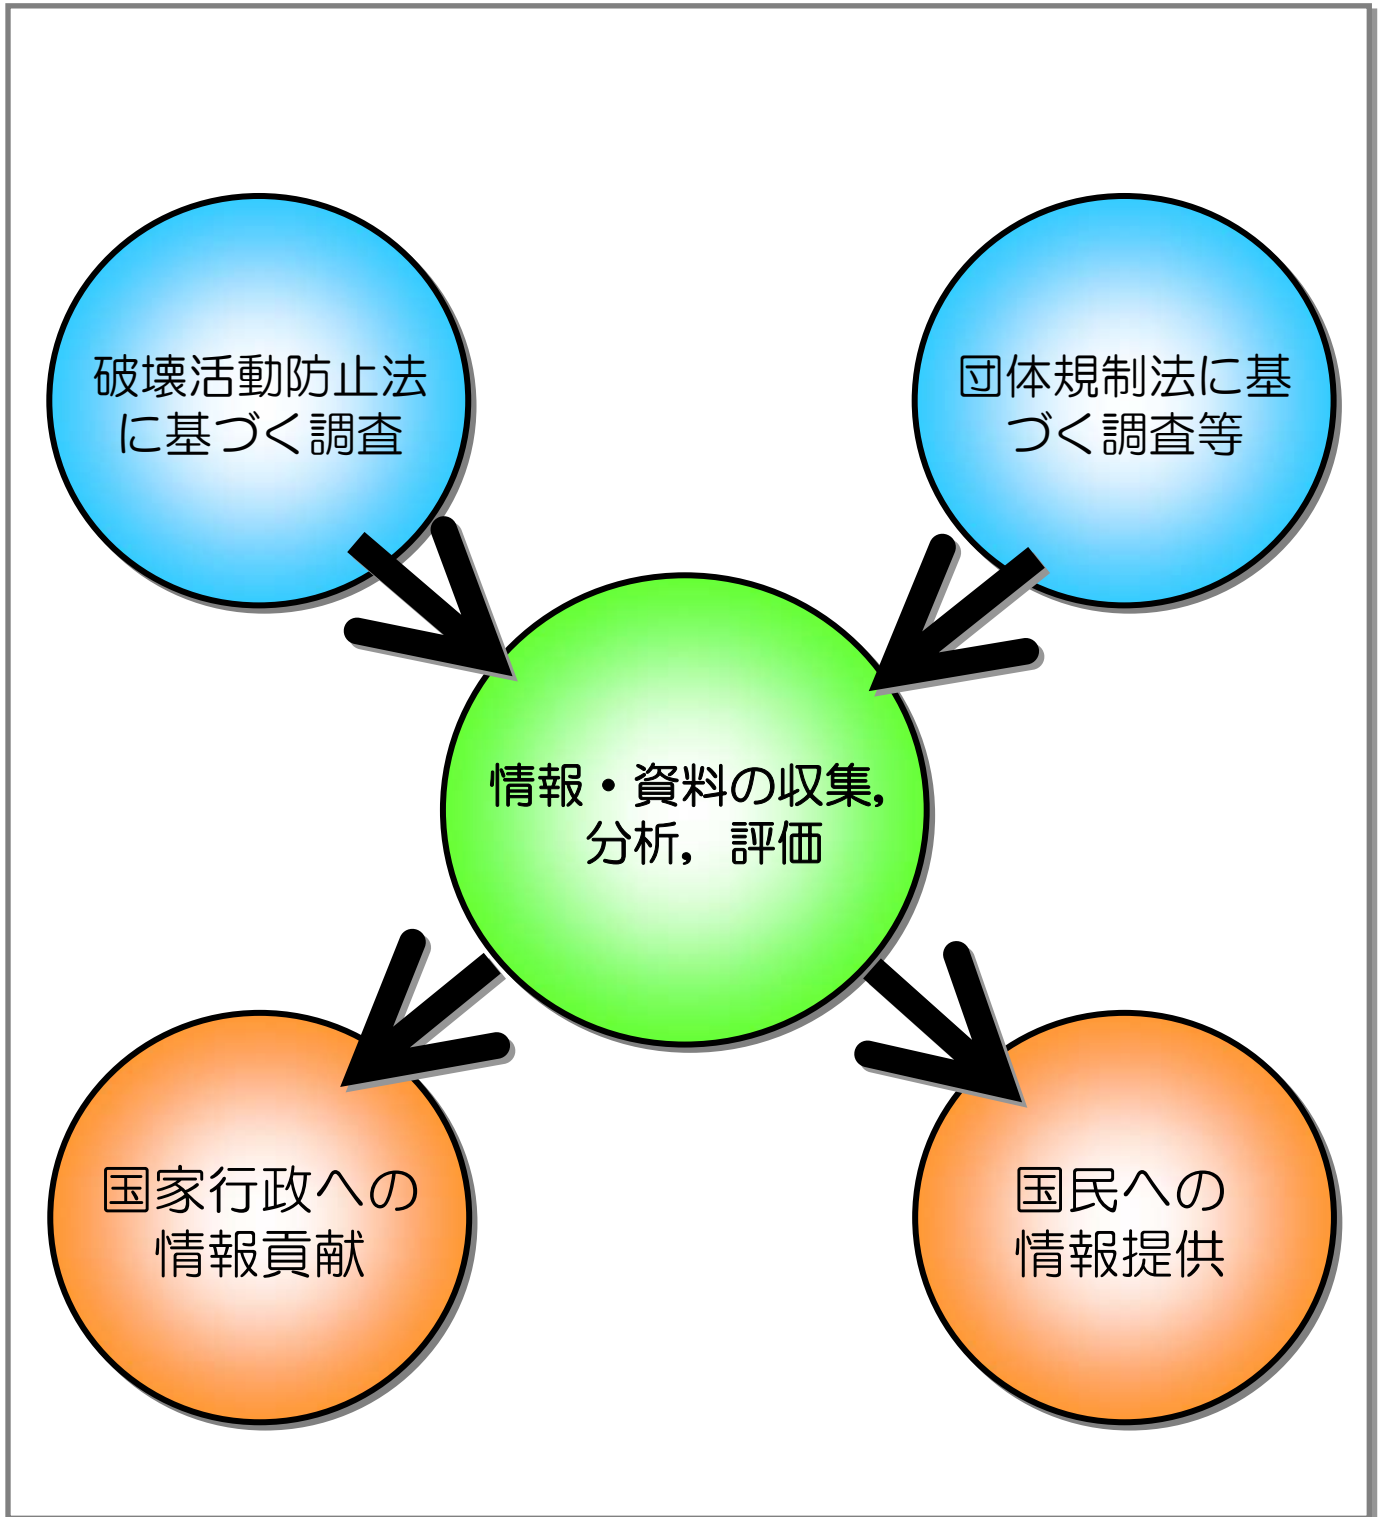 破壊活動防止法
に基づく調査
団体規制法に基
づく調査等
情報・資料の収集，
分析，評価
国家行政への
情報貢献
国民への
情報提供